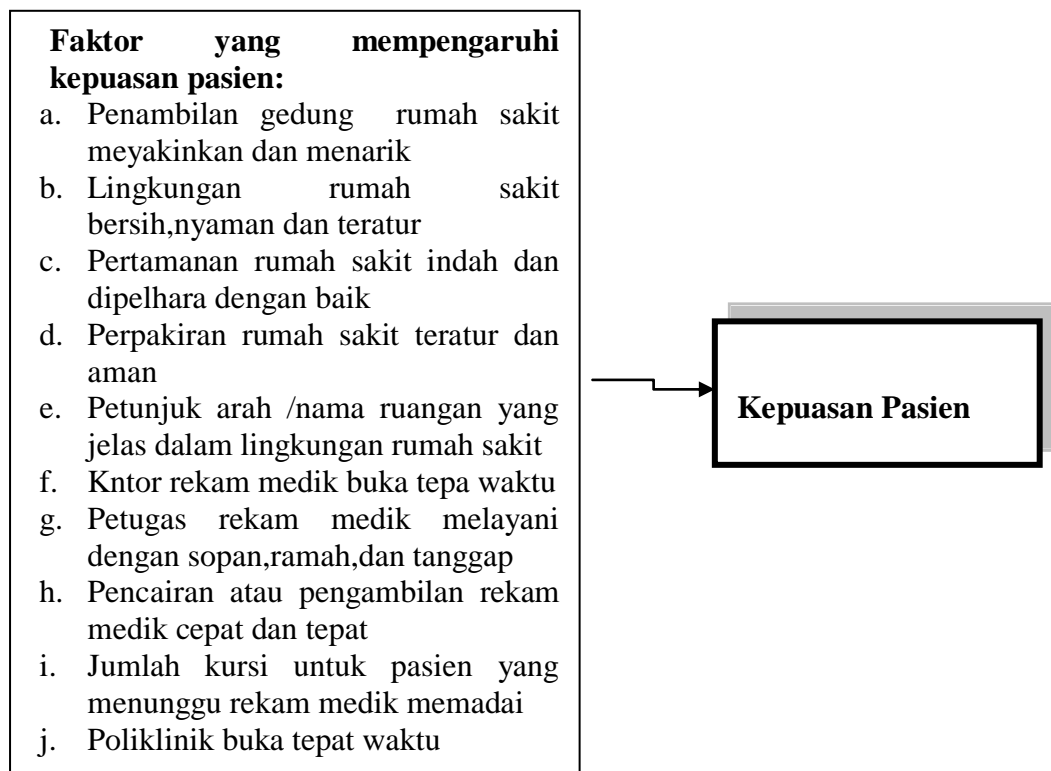 Faktor yang mempengaruhi
kepuasan pasien:
a. Penambilan gedung rumah sakit
meyakinkan dan menarik
b. Lingkungan rumah sakit
bersih,nyaman dan teratur
c. Pertamanan rumah sakit indah dan
dipelhara dengan baik
d. Perpakiran rumah sakit teratur dan
aman
e. Petunjuk arah /nama ruangan yang
jelas dalam lingkungan rumah sakit
f. Kntor rekam medik buka tepa waktu
g. Petugas rekam medik melayani
dengan sopan,ramah,dan tanggap
h. Pencairan atau pengambilan rekam
medik cepat dan tepat
i. Jumlah kursi untuk pasien yang
menunggu rekam medik memadai
j. Poliklinik buka tepat waktu
Kepuasan Pasien